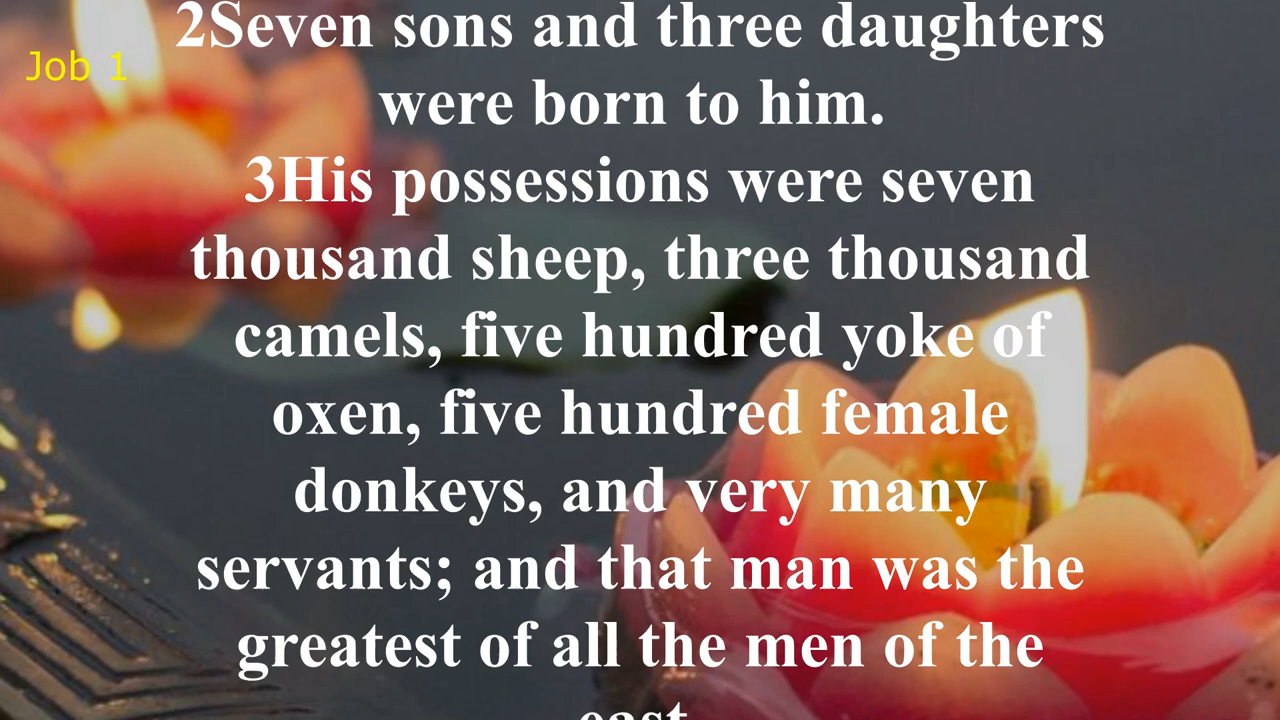 Job 1
2Seven sons and three daughters
were born to him.
3His possessions were seven
thousand sheep, three thousand
camels, five hundred yoke of
oxen, five hundred female
donkeys, and very many
servants; and that man was the
greatest of all the men of the
east.